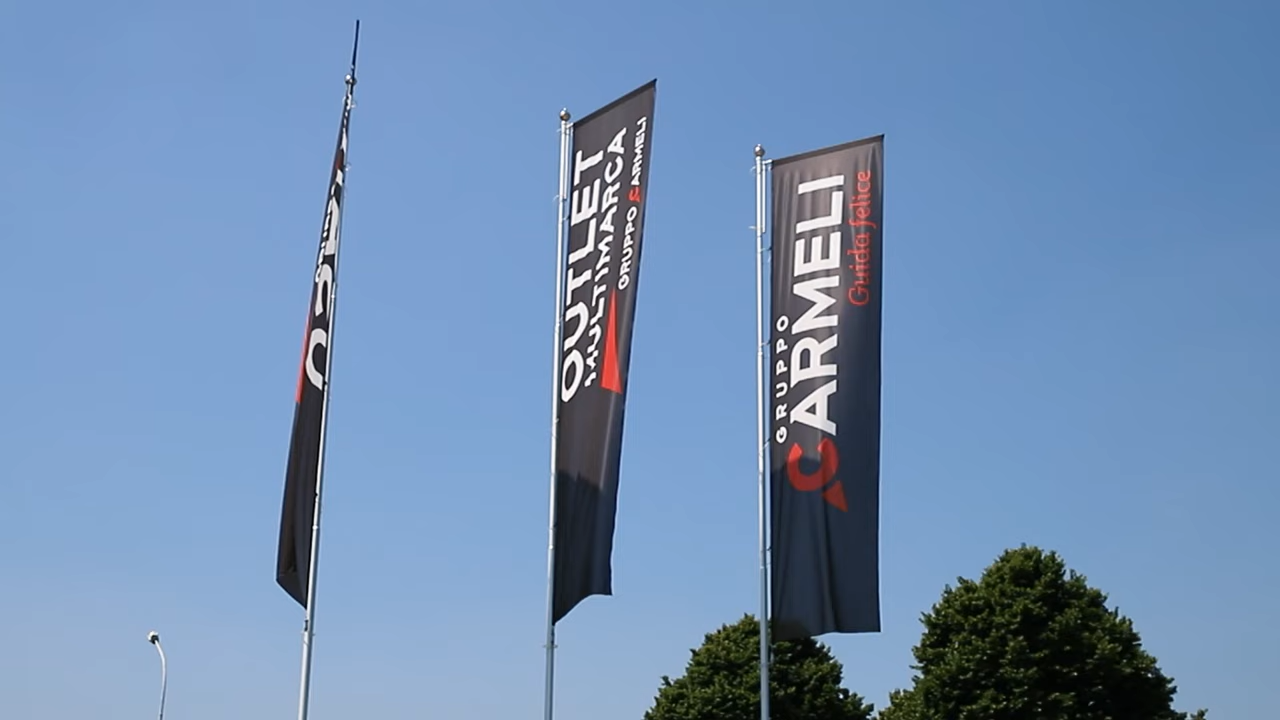 OUTLET
MULTIMARCA
GRUPPO CARMELI
GRUPPO
CARMELI
Guida felice